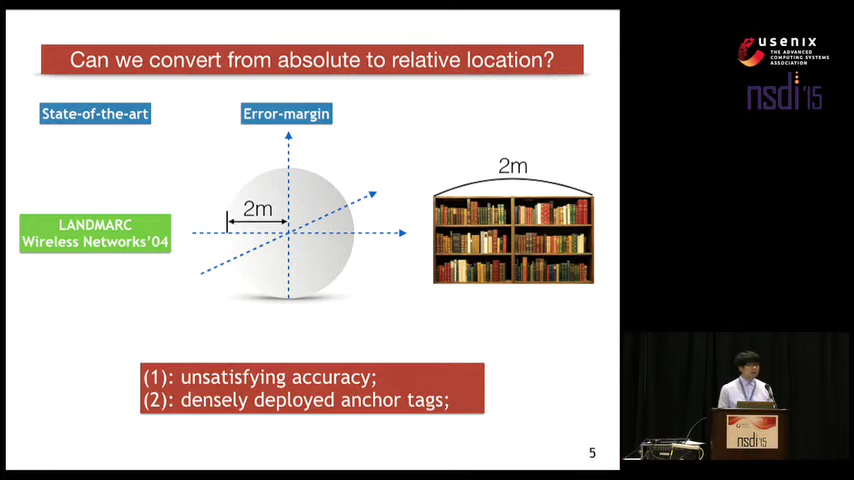 Can we convert from absolute to relative location?
State-of-the-art
Error-margin
2m
2m
LANDMARC
Wireless Networks'04
(1): unsatisfying accuracy;
(2): densely deployed anchor tags;
5
usenix
THE ADVANCED
COMPUTING SYSTEMS
ASSOCIATION
nsdi '15
nsdi '15